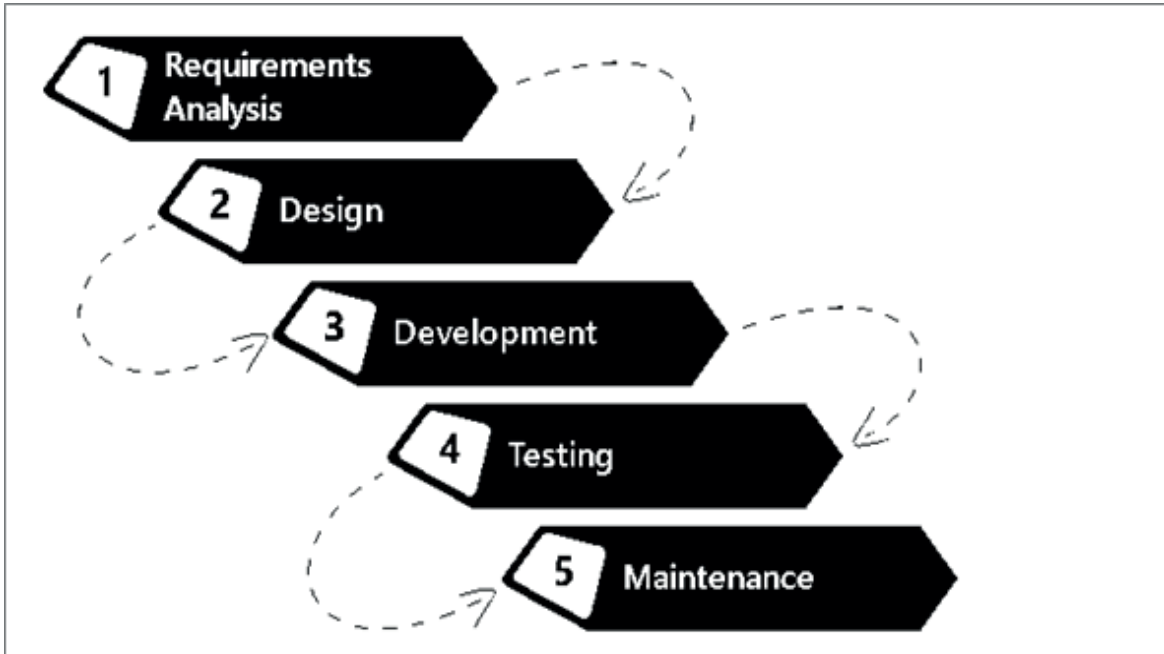 1
Requirements
Analysis
2
Design
3
Development
4
Testing
5
Maintenance